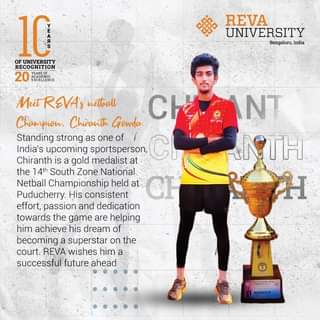 10 YEARS
OF UNIVERSITY
RECOGNITION
20 YEARS OF ACADEMIC EXCELLENCE
REVA
UNIVERSITY
Bengaluru, India
Meet REVA's netball
Champion, Chiranth Gowda
Standing strong as one of
India's upcoming sportsperson,
Chiranth is a gold medalist at
the 14th South Zone National
Netball Championship held at
Puducherry. His consistent
effort, passion and dedication
towards the game are helping
him achieve his dream of
becoming a superstar on the
court. REVA wishes him a
successful future ahead
CHIRANTH
CHIRANTH
CHIRANTH